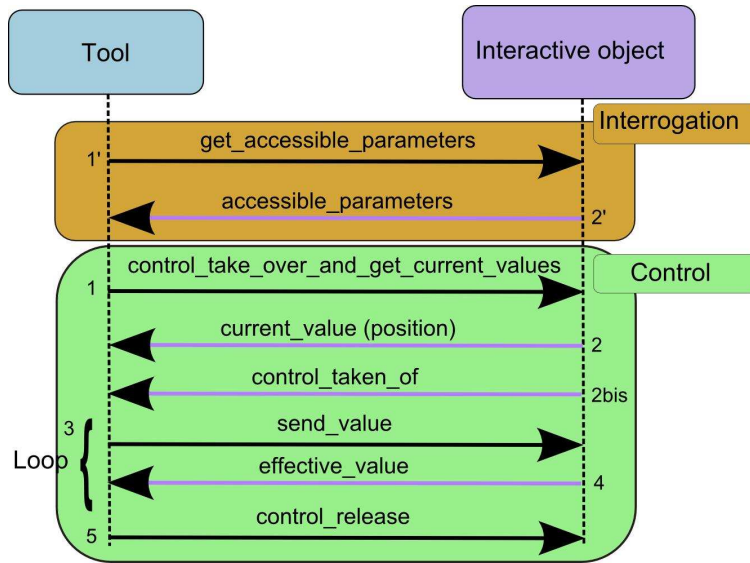 Tool
Interactive object
Interrogation
get_accessible_parameters
1'
accessible_parameters
2'
control_take_over_and_get_current_values
Control
1
current_value (position)
2
control_taken_of
2bis
3
send_value
Loop
effective_value
4
control_release
5